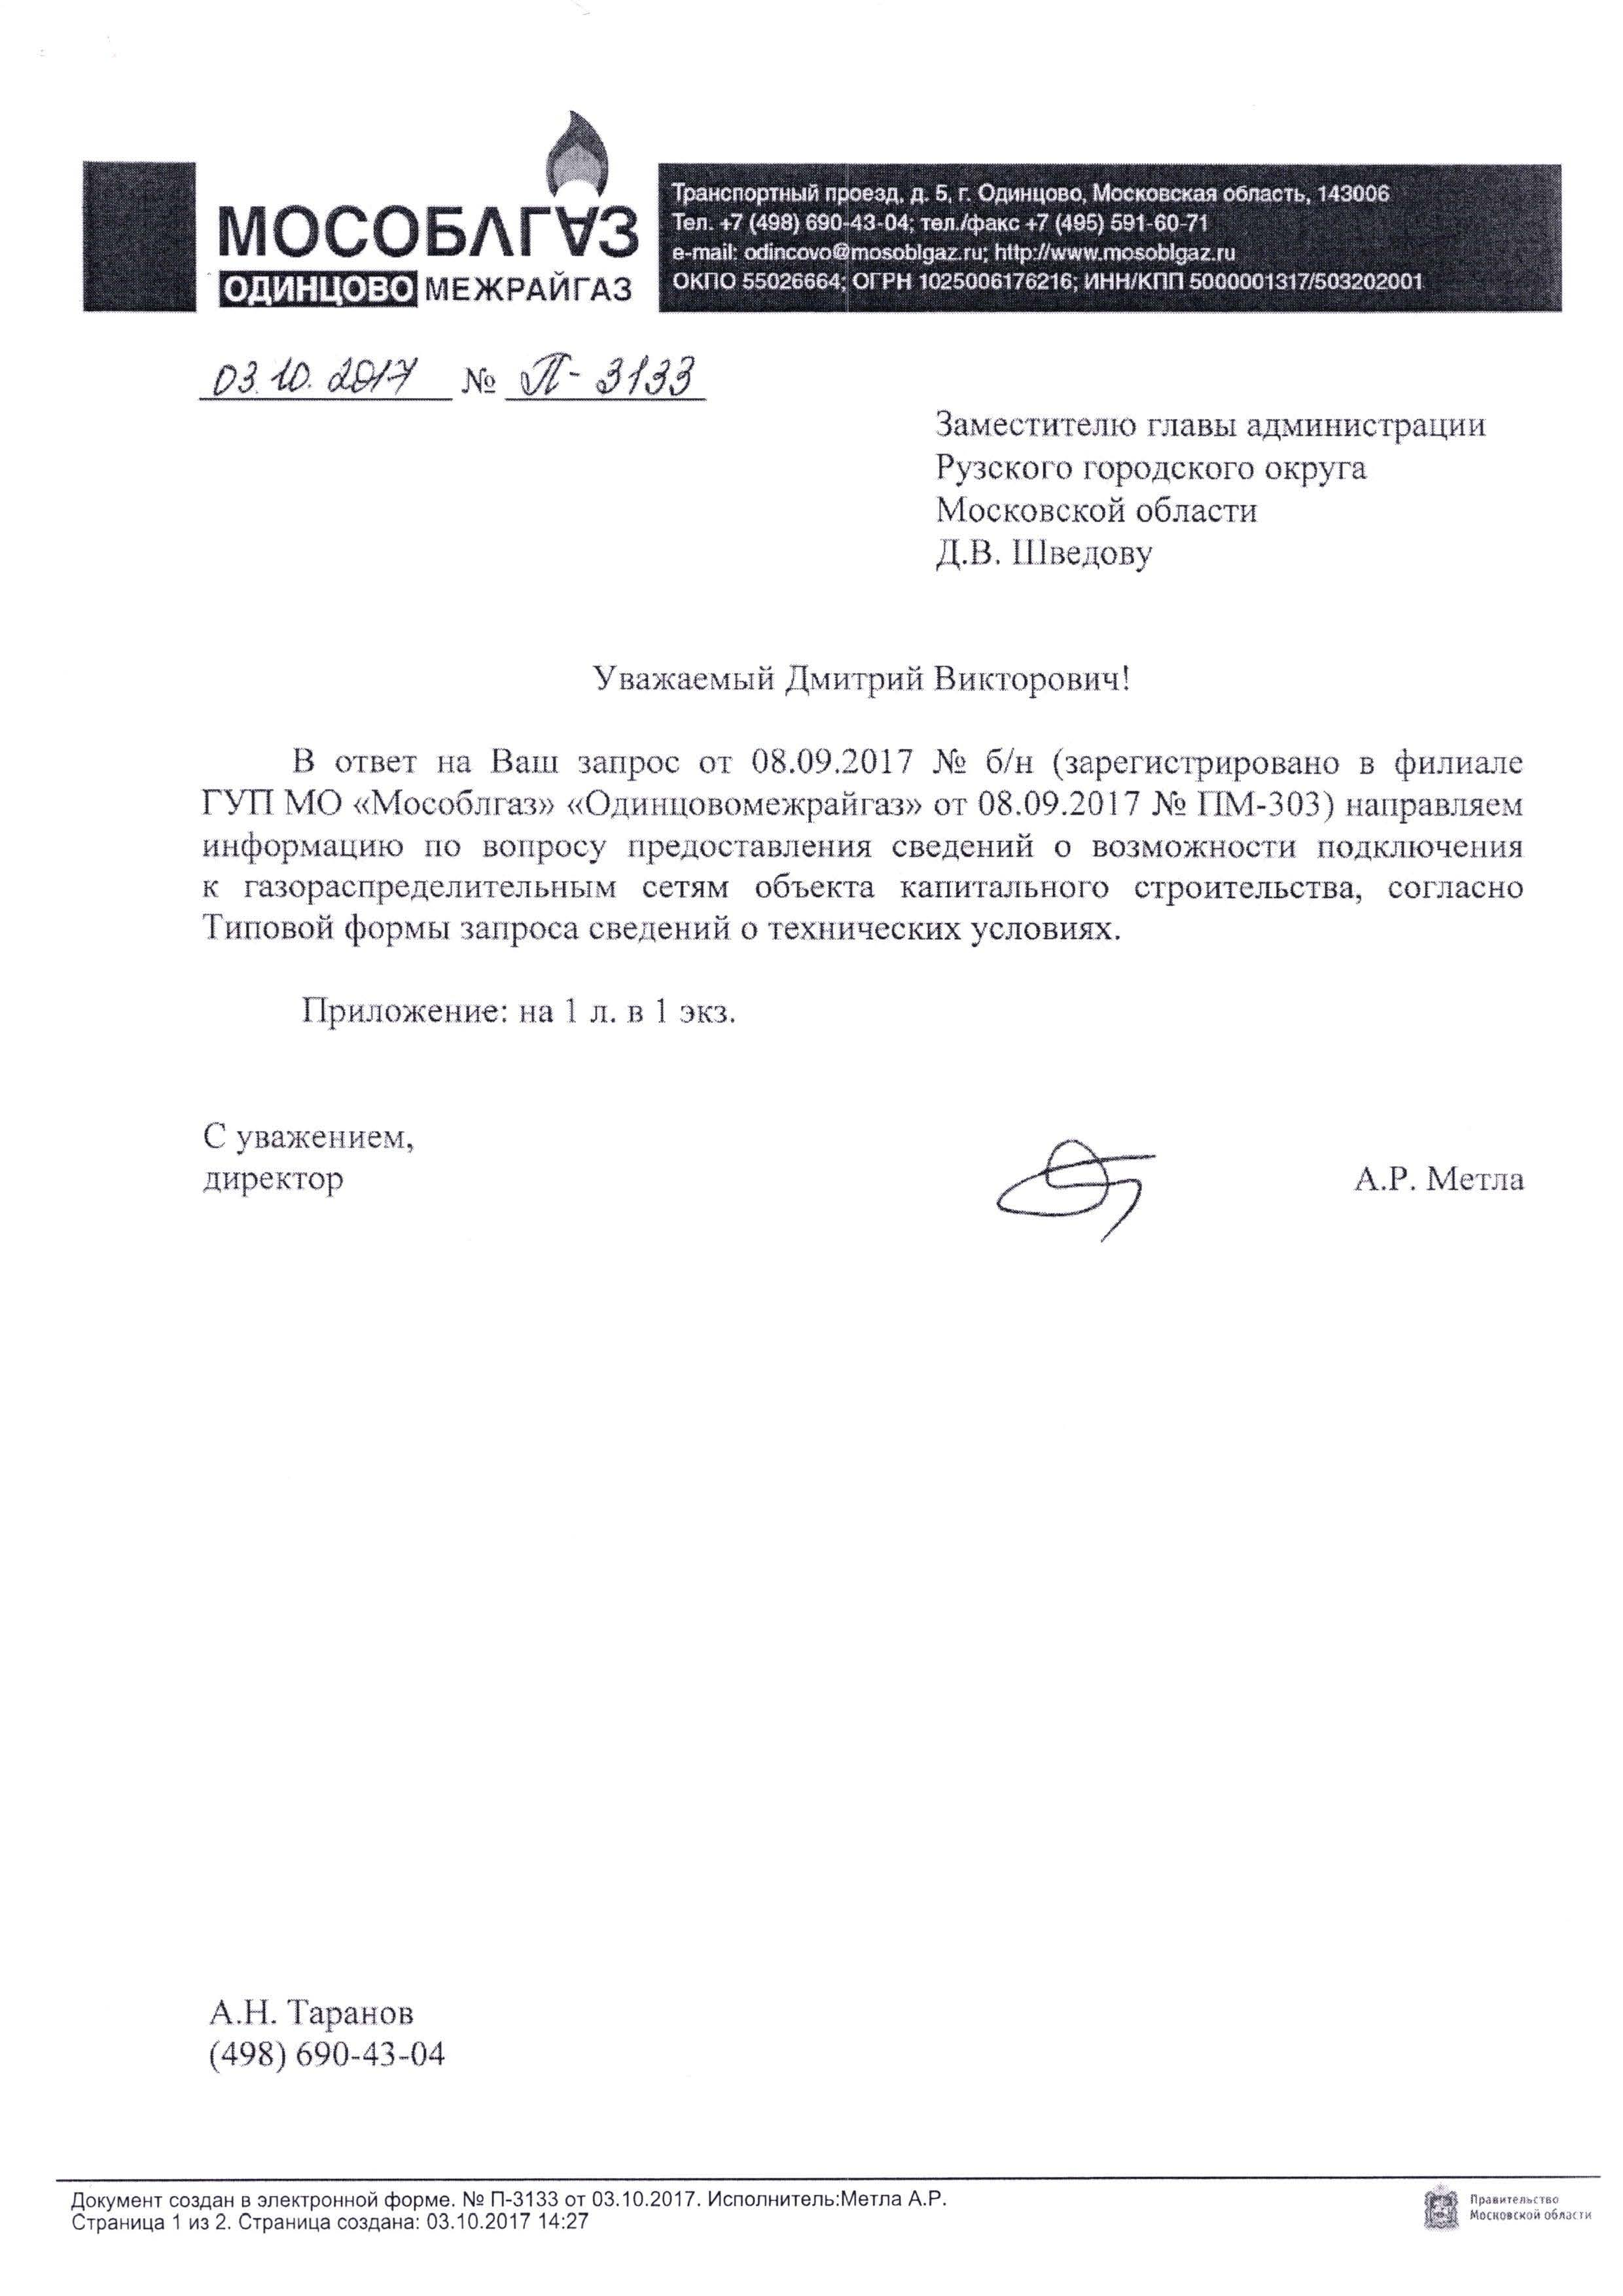 МОСОБЛГАЗ
ОДИНЦОВО МЕЖРАЙГАЗ
Транспортный проезд, д. 5, г. Одинцово, Московская область, 143006
Тел. +7 (498) 690-43-04; тел./факс +7 (495) 591-60-71
e-mail: odincovo@mosoblgaz.ru; http://www.mosoblgaz.ru
ОКПО 55026664; ОГРН 1025006176216; ИНН/КПП 5000001317/503202001
03.10.2017 № П-3133
Заместителю главы администрации
Рузского городского округа
Московской области
Д.В. Шведову
Уважаемый Дмитрий Викторович!
В ответ на Ваш запрос от 08.09.2017 № б/н (зарегистрировано в филиале
ГУП МО «Мособлгаз» «Одинцовомежрайгаз» от 08.09.2017 № ПМ-303) направляем
информацию по вопросу предоставления сведений о возможности подключения
к газораспределительным сетям объекта капитального строительства, согласно
Типовой формы запроса сведений о технических условиях.
Приложение: на 1 л. в 1 экз.
С уважением,
директор А.Р. Метла
А.Н. Таранов
(498) 690-43-04
Документ создан в электронной форме. № П-3133 от 03.10.2017. Исполнитель:Метла А.Р.
Страница 1 из 2. Страница создана: 03.10.2017 14:27
Правительство
Московской области